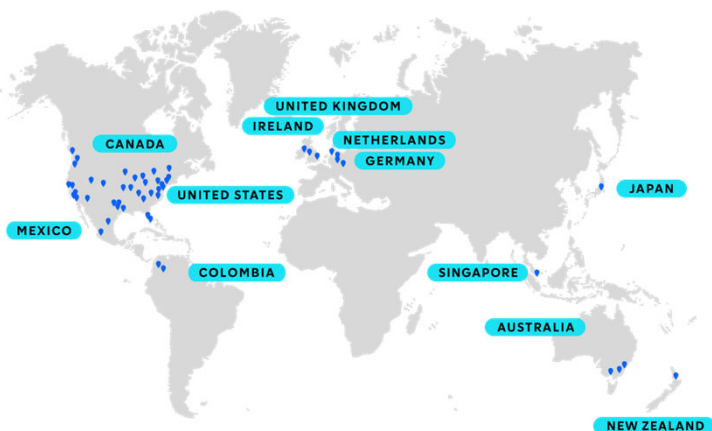 UNITED KINGDOM
IRELAND
NETHERLANDS
CANADA
GERMANY
UNITED STATES
JAPAN
MEXICO
COLOMBIA
SINGAPORE
AUSTRALIA
NEW ZEALAND